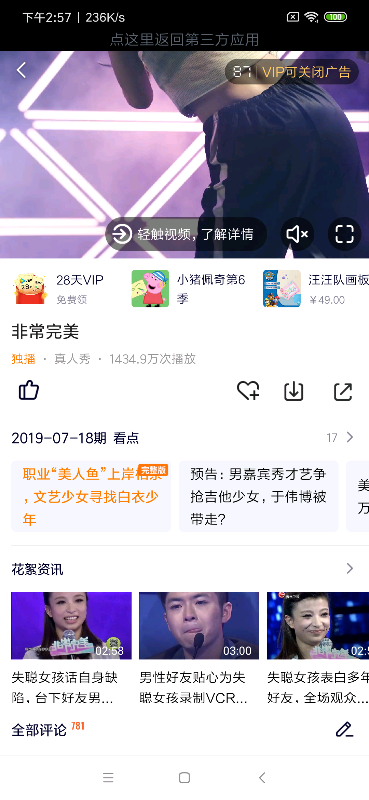 下午2:57 | 236K/s
100
点这里返回第三方应用
87 | VIP可关闭广告
轻触视频，了解详情
28天VIP
免费领
小猪佩奇第6
季
汪汪队画板
￥49.00
非常完美
独播 · 真人秀 · 1434.9万次播放
2019-07-18期 看点
17
职业“美人鱼”上岸相亲
，文艺少女寻找白衣少
年
完整版
预告：男嘉宾秀才艺争
抢吉他少女，于伟博被
带走？
美
万
花絮资讯
02:58
03:00
02:5
失聪女孩话自身缺
陷，台下好友男...
男性好友贴心为失
聪女孩录制VCR...
失聪女孩表白多年
好友，全场观众...
全部评论 781